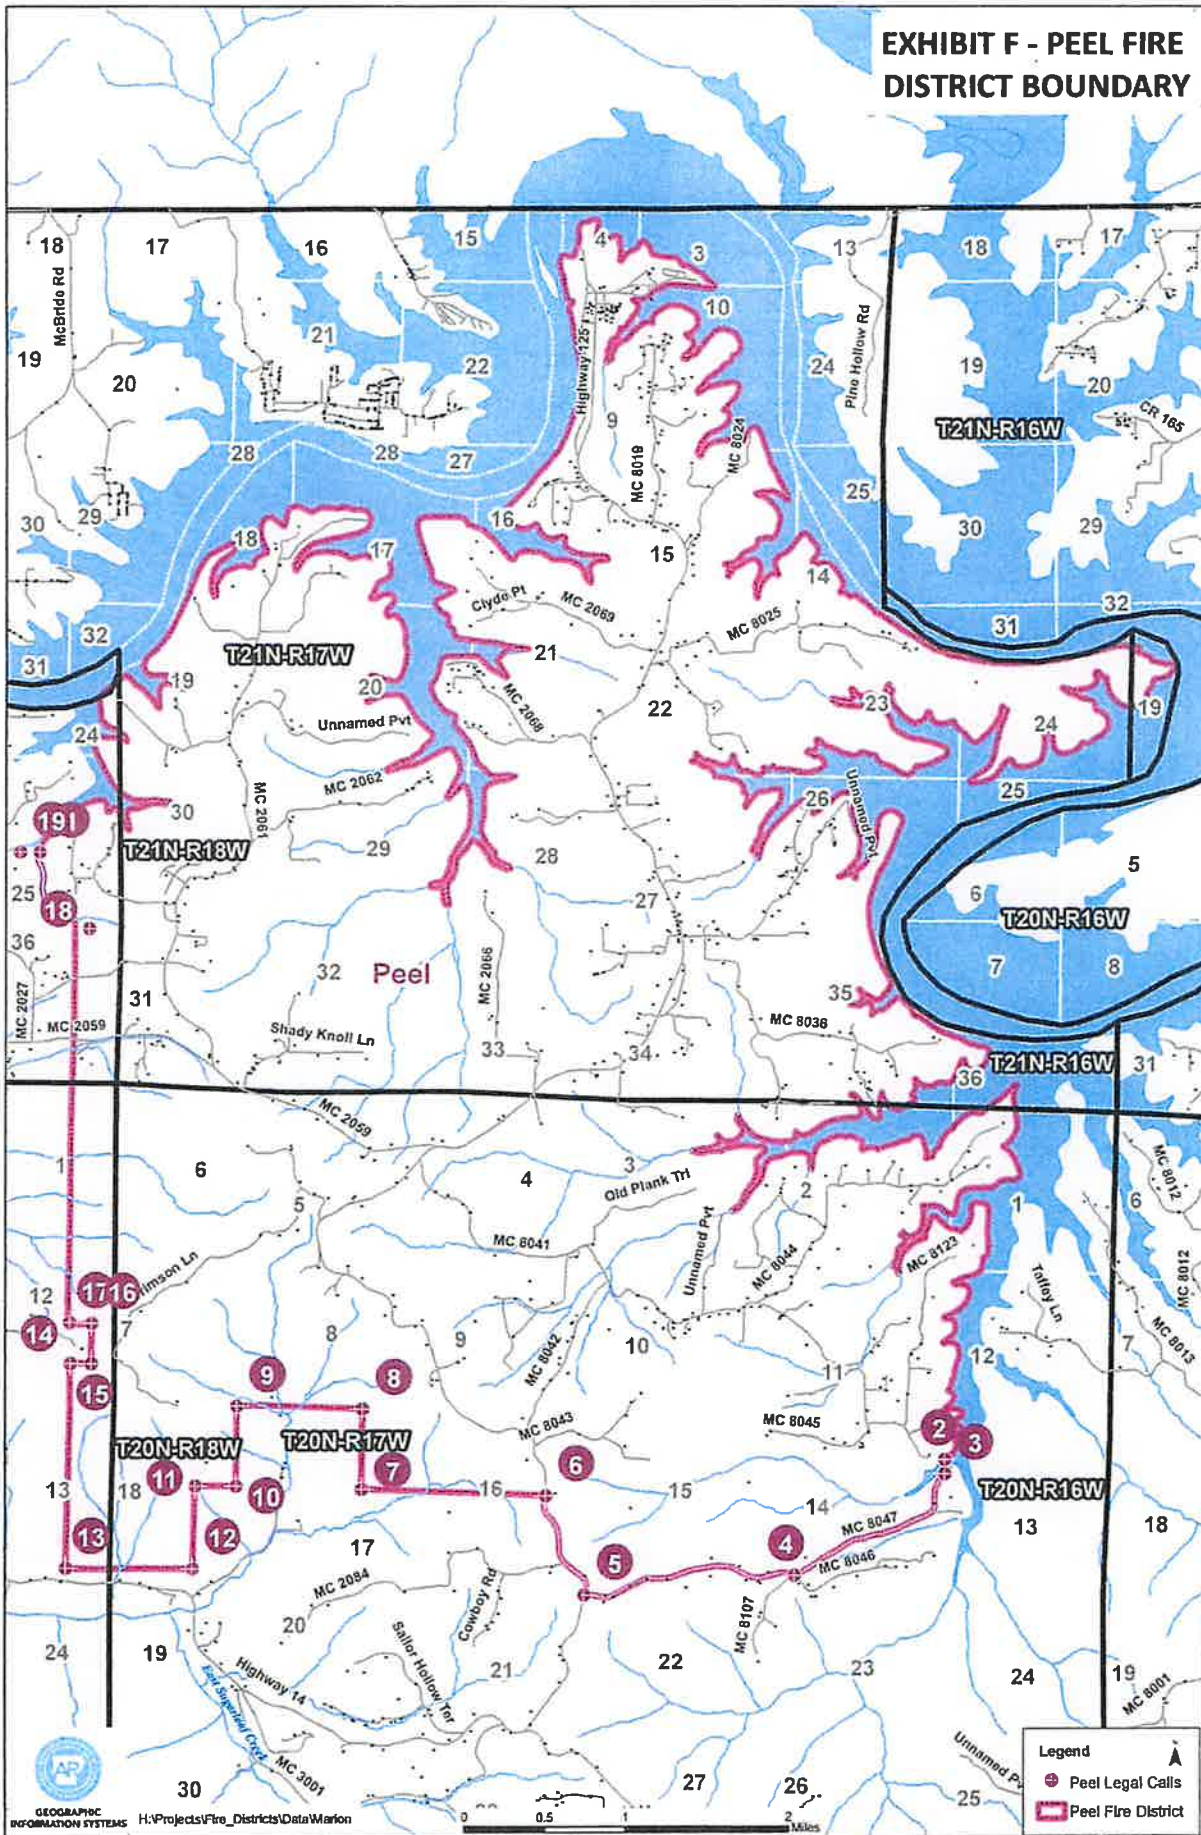 EXHIBIT F - PEEL FIRE
DISTRICT BOUNDARY
18
17
16
15
4
3
13
18
17
McBride Rd
10
19
20
21
22
Highway 125
24
Pine Hollow Rd
19
20
9
CR 165
T21N-R16W
28
28
27
MC 8019
MC 8024
25
30
29
30
29
18
17
16
15
14
Clyde Pt
MC 2069
MC 8025
31
32
32
31
T21N-R17W
21
19
20
MC 2068
22
23
24
19
24
Unnamed Pvt
MC 2062
25
30
MC 2061
26
Unnamed Pvt
191
T21N-R18W
29
28
5
25
6
18
27
T20N-R16W
36
32
Peel
MC 2066
7
8
MC 2027
31
35
MC 2059
Shady Knoll Ln
33
34
MC 8036
36
T21N-R16W
31
MC 2059
1
6
4
3
MC 8012
5
Old Plank Trl
2
1
6
MC 8041
Unnamed Pvt
MC 8044
MC 8123
MC 8012
12
17
16
rimson Ln
Taffey Ln
14
7
8
9
MC 8042
10
12
7
MC 8013
15
9
8
11
T20N-R18W
T20N-R17W
MC 8043
MC 8045
2
3
11
7
6
13
18
10
16
15
14
T20N-R16W
13
12
17
4
MC 8047
13
18
5
MC 8046
MC 2084
Cowboy Rd
20
MC 8107
24
19
Highway 14
Sailor Hollow Ter
21
22
23
24
19
East Sugarloaf Creek
MC 8001
MC 3001
Unnamed Pv
30
27
26
25
Legend
Peel Legal Calls
Peel Fire District
GEOGRAPHIC
INFORMATION SYSTEMS
H:\Projects\Fire_Districts\Data\Marion
0
0.5
1
2
Miles